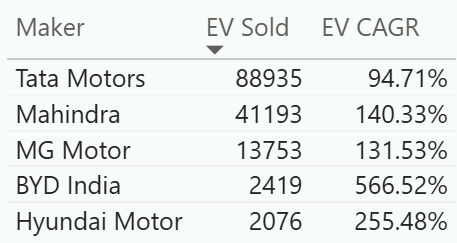 Maker EV Sold EV CAGR
Tata Motors 88935 94.71%
Mahindra 41193 140.33%
MG Motor 13753 131.53%
BYD India 2419 566.52%
Hyundai Motor 2076 255.48%